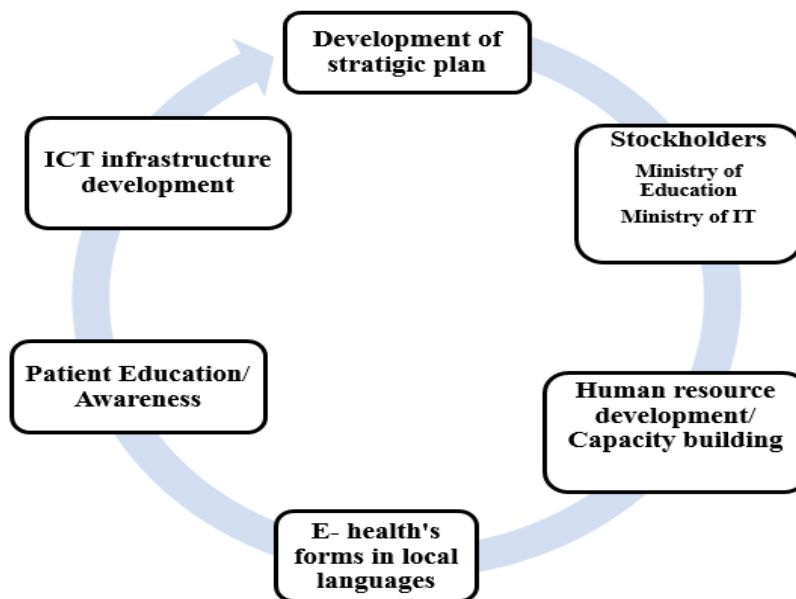 Development of
stratigic plan
Stockholders
Ministry of
Education
Ministry of IT
Human resource
development/
Capacity building
E- health's
forms in local
languages
Patient Education/
Awareness
ICT infrastructure
development